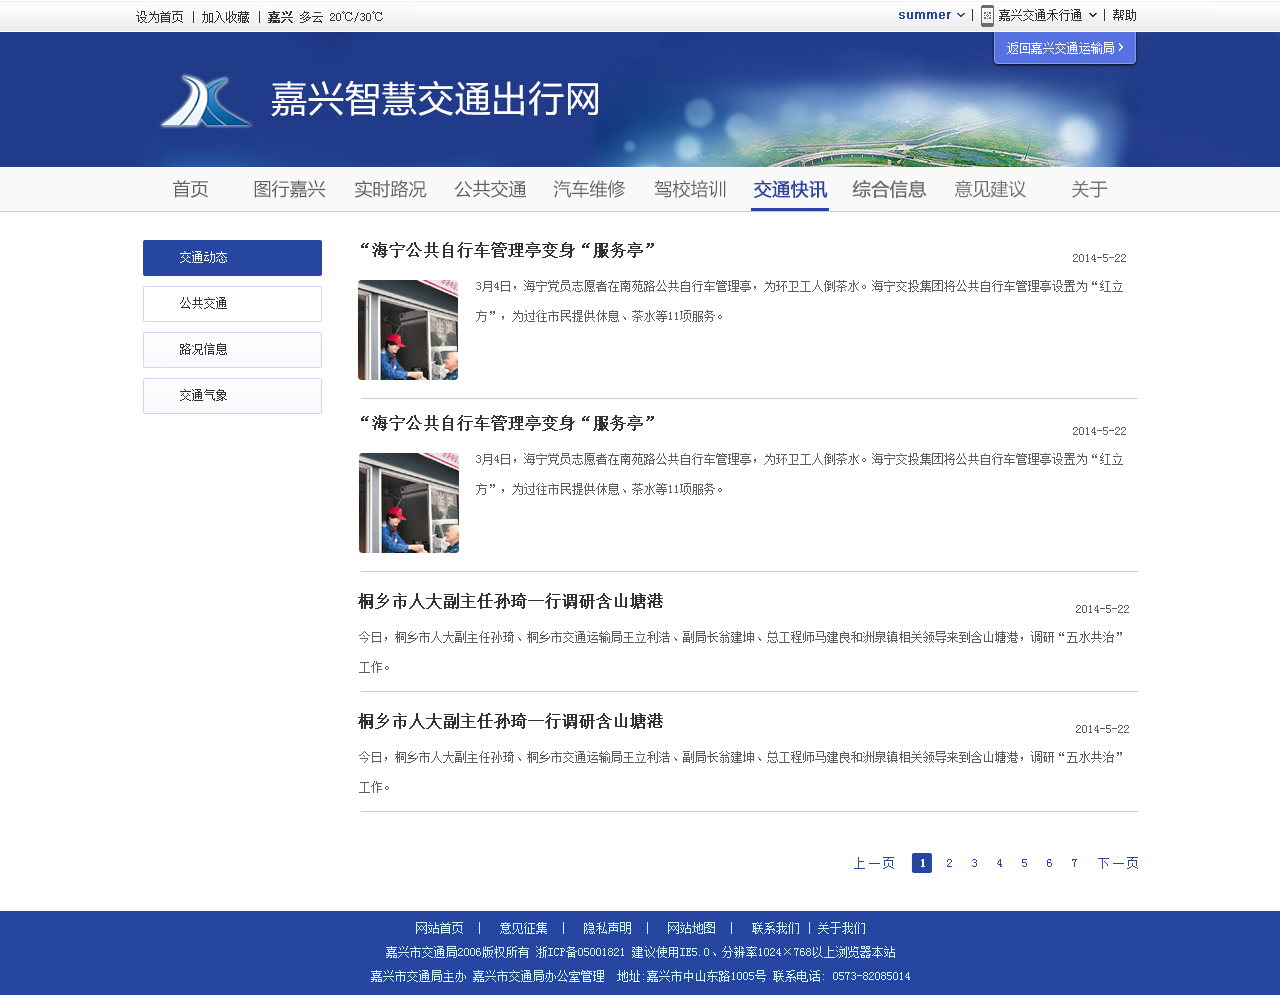 设为首页 | 加入收藏 | 嘉兴 多云 20℃/30℃
summer | 嘉兴交通禾行通 | 帮助
返回嘉兴交通运输局
嘉兴智慧交通出行网
首页 图行嘉兴 实时路况 公共交通 汽车维修 驾校培训 交通快讯 综合信息 意见建议 关于
交通动态
公共交通
路况信息
交通气象
“海宁公共自行车管理亭变身“服务亭”
2014-5-22
3月4日，海宁党员志愿者在南苑路公共自行车管理亭，为环卫工人倒茶水。海宁交投集团将公共自行车管理亭设置为“红立
方”，为过往市民提供休息、茶水等11项服务。
“海宁公共自行车管理亭变身“服务亭”
2014-5-22
3月4日，海宁党员志愿者在南苑路公共自行车管理亭，为环卫工人倒茶水。海宁交投集团将公共自行车管理亭设置为“红立
方”，为过往市民提供休息、茶水等11项服务。
桐乡市人大副主任孙琦一行调研含山塘港
2014-5-22
今日，桐乡市人大副主任孙琦、桐乡市交通运输局王立利浩、副局长翁建坤、总工程师马建良和洲泉镇相关领导来到含山塘港，调研“五水共治”
工作。
桐乡市人大副主任孙琦一行调研含山塘港
2014-5-22
今日，桐乡市人大副主任孙琦、桐乡市交通运输局王立利浩、副局长翁建坤、总工程师马建良和洲泉镇相关领导来到含山塘港，调研“五水共治”
工作。
上一页 1 2 3 4 5 6 7 下一页
网站首页 | 意见征集 | 隐私声明 | 网站地图 | 联系我们 | 关于我们
嘉兴市交通局2006版权所有 浙ICP备05001821 建议使用IE5.0、分辨率1024×768以上浏览器本站
嘉兴市交通局主办 嘉兴市交通局办公室管理 地址:嘉兴市中山东路1005号 联系电话: 0573-82085014